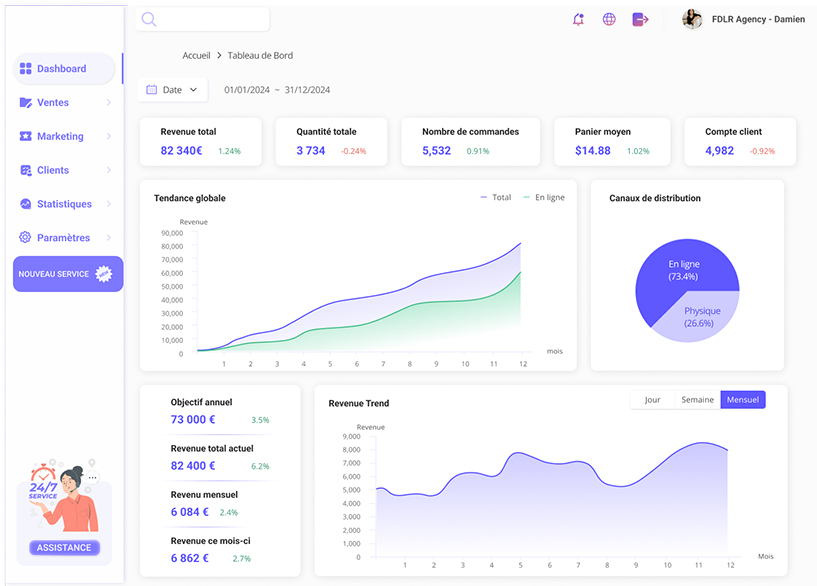 FDLR Agency - Damien
Accueil > Tableau de Bord
Date
01/01/2024 ~ 31/12/2024
Dashboard
Ventes
Marketing
Clients
Statistiques
Paramètres
NOUVEAU SERVICE
24/7
SERVICE
ASSISTANCE
Revenue total
82 340€ 1.24%
Quantité totale
3 734 -0.24%
Nombre de commandes
5,532 0.91%
Panier moyen
$14.88 1.02%
Compte client
4,982 -0.92%
Tendance globale
Total En ligne
Revenue
90,000
80,000
70,000
60,000
50,000
40,000
30,000
20,000
10,000
0
1 2 3 4 5 6 7 8 9 10 11 12
mois
Canaux de distribution
En ligne
(73.4%)
Physique
(26.6%)
Objectif annuel
73 000 € 3.5%
Revenue total actuel
82 400 € 6.2%
Revenu mensuel
6 084 € 2.4%
Revenue ce mois-ci
6 862 € 2.7%
Revenue Trend
Jour Semaine Mensuel
Revenue
9,000
8,000
7,000
6,000
5,000
4,000
3,000
2,000
1,000
0
1 2 3 4 5 6 7 8 9 10 11 12
Mois